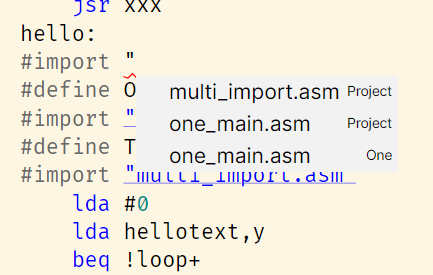 jsr xxx
hello:
#import "
#define O
multi_import.asm Project
#import "
one_main.asm Project
#define T
one_main.asm One
#import "multi_import.asm"
lda #0
lda hellotext,y
beq !loop+